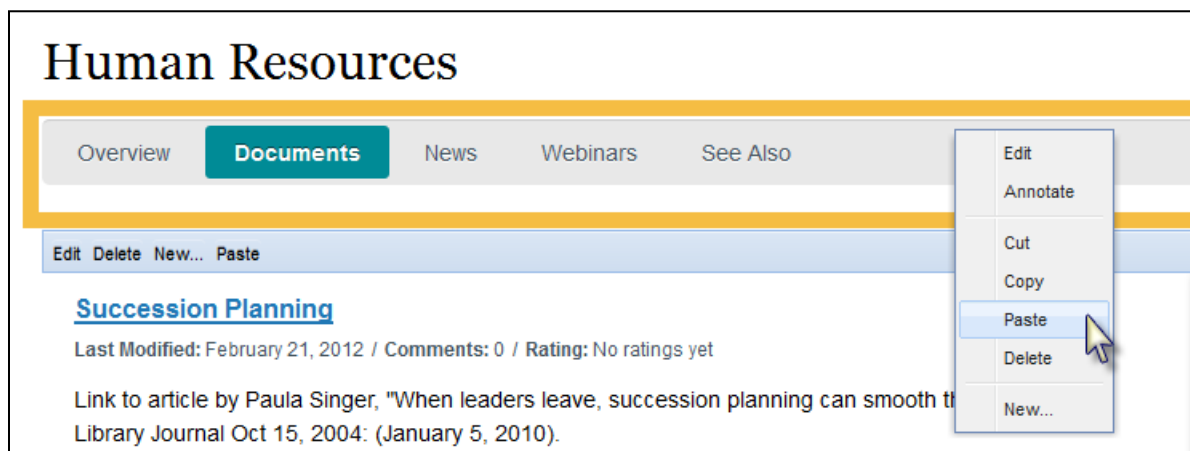 Human Resources
Overview Documents News Webinars See Also
Edit
Annotate
Cut
Copy
Paste
Delete
New...
Edit Delete New... Paste
Succession Planning
Last Modified: February 21, 2012 / Comments: 0 / Rating: No ratings yet
Link to article by Paula Singer, "When leaders leave, succession planning can smooth
Library Journal Oct 15, 2004: (January 5, 2010).